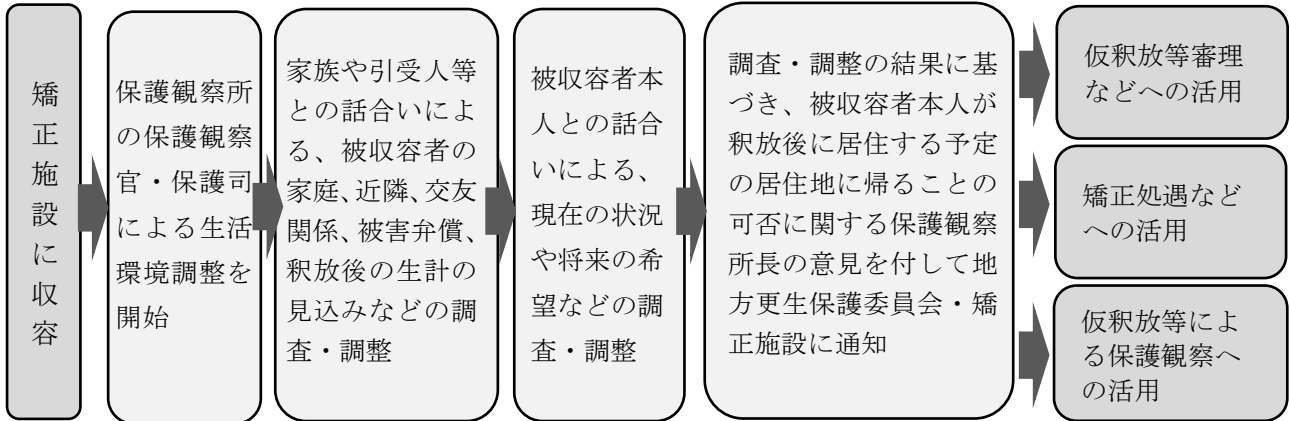 矯正施設に収容
保護観察所
の保護観察
官・保護司
による生活
環境調整を
開始
家族や引受人等
との話合いによ
る、被収容者の
家庭、近隣、交友
関係、被害弁償、
釈放後の生計の
見込みなどの調
査・調整
被収容者本
人との話合
いによる、
現在の状況
や将来の希
望などの調
査・調整
調査・調整の結果に基
づき、被収容者本人が
釈放後に居住する予定
の居住地に帰ることの
可否に関する保護観察
所長の意見を付して地
方更生保護委員会・矯
正施設に通知
仮釈放等審理
などへの活用
矯正処遇など
への活用
仮釈放等によ
る保護観察へ
の活用